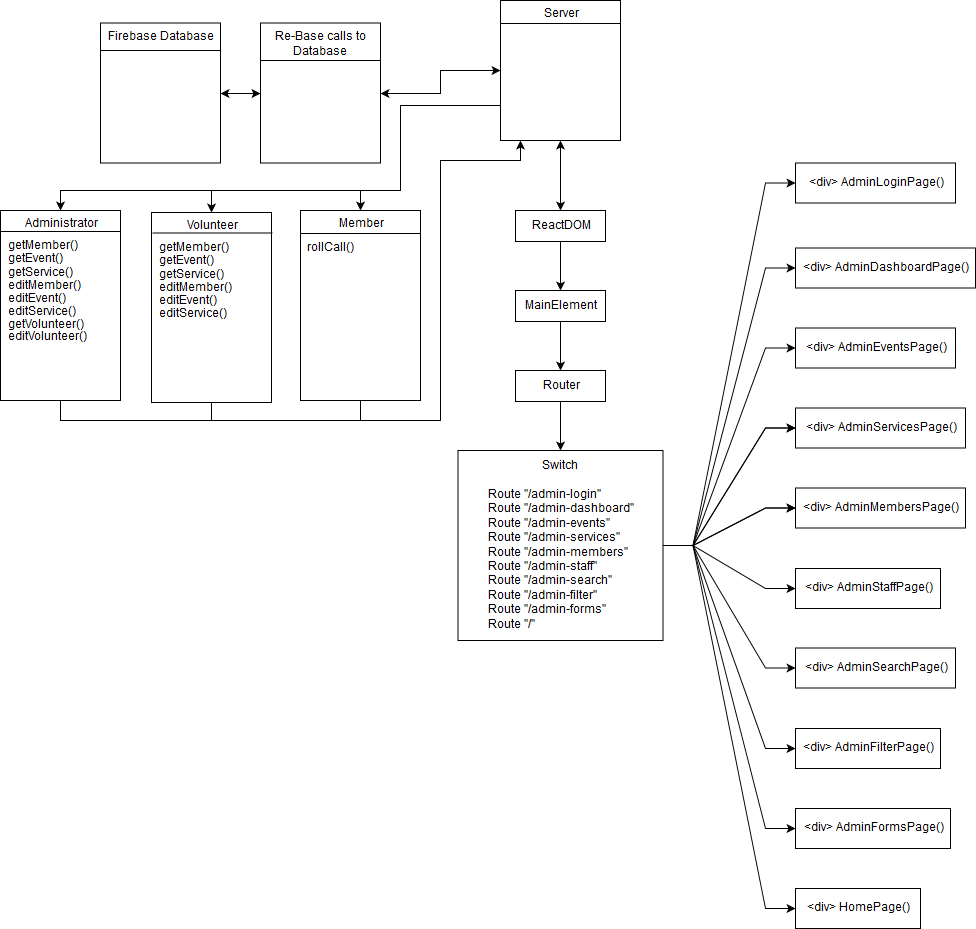 Server
Firebase Database
Re-Base calls to
Database
Administrator
getMember()
getEvent()
getService()
editMember()
editEvent()
editService()
getVolunteer()
editVolunteer()
Volunteer
getMember()
getEvent()
getService()
editMember()
editEvent()
editService()
Member
rollCall()
ReactDOM
MainElement
Router
Switch
Route "/admin-login"
Route "/admin-dashboard"
Route "/admin-events"
Route "/admin-services"
Route "/admin-members"
Route "/admin-staff"
Route "/admin-search"
Route "/admin-filter"
Route "/admin-forms"
Route "/"
<div> AdminLoginPage()
<div> AdminDashboardPage()
<div> AdminEventsPage()
<div> AdminServicesPage()
<div> AdminMembersPage()
<div> AdminStaffPage()
<div> AdminSearchPage()
<div> AdminFilterPage()
<div> AdminFormsPage()
<div> HomePage()